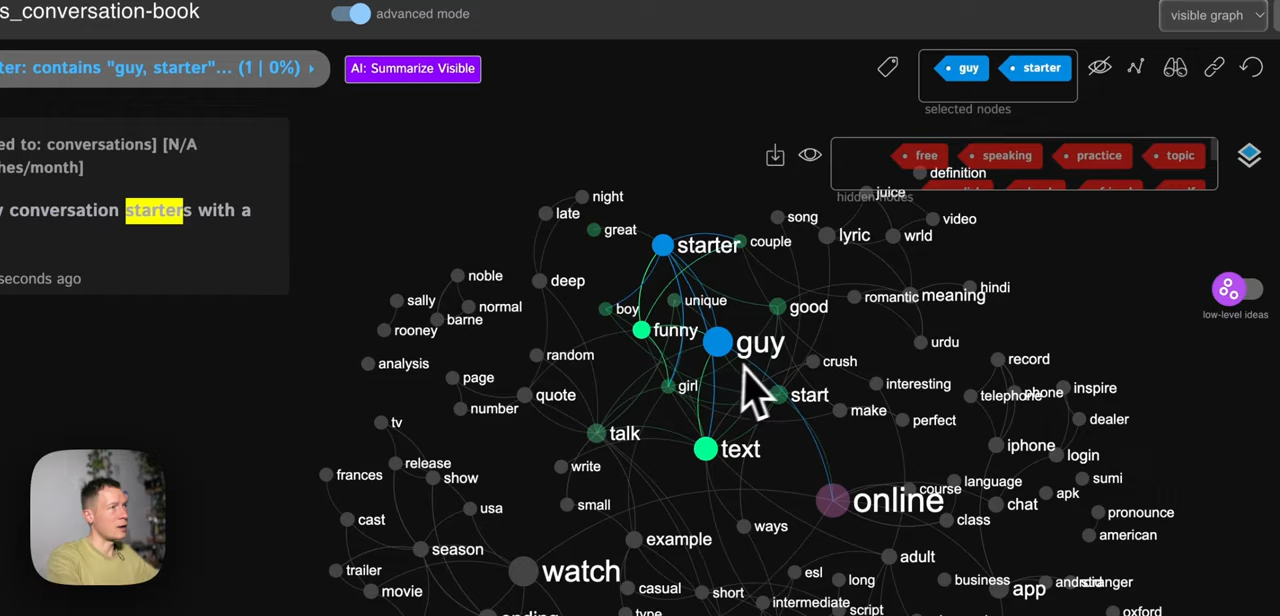 s_conversation-book
advanced mode
visible graph
ter: contains "guy, starter"... (1 | 0%)
AI: Summarize Visible
guy
starter
selected nodes
ed to: conversations] [N/A
hes/month]
y conversation starters with a
seconds ago
free
speaking
practice
topic
hidden nodes
low-level ideas
definition
juice
night
late
great
song
video
lyric
wrld
starter
couple
noble
deep
hindi
romantic
meaning
sally
normal
unique
boy
good
barne
rooney
funny
guy
urdu
random
analysis
crush
record
page
girl
interesting
telephone
phone
inspire
quote
start
number
make
perfect
dealer
tv
talk
text
iphone
login
release
write
frances
show
language
sumi
course
apk
online
small
usa
chat
cast
class
pronounce
ways
american
season
example
adult
trailer
watch
esl
long
business
android
stranger
movie
casual
short
app
intermediate
script
oxford
type